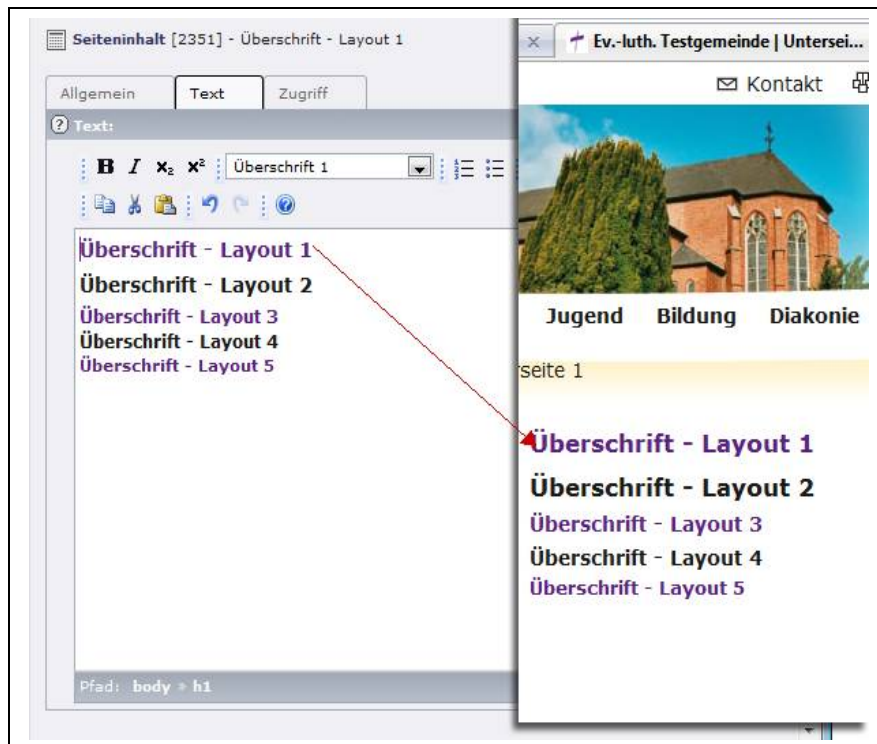 Seiteninhalt [2351] - Überschrift - Layout 1
Allgemein Text Zugriff
Text:
B I x₂ x² Überschrift 1
Überschrift - Layout 1
Überschrift - Layout 2
Überschrift - Layout 3
Überschrift - Layout 4
Überschrift - Layout 5
Pfad: body » h1
Ev.-luth. Testgemeinde | Untersei...
Kontakt
Jugend Bildung Diakonie
rseite 1
Überschrift - Layout 1
Überschrift - Layout 2
Überschrift - Layout 3
Überschrift - Layout 4
Überschrift - Layout 5